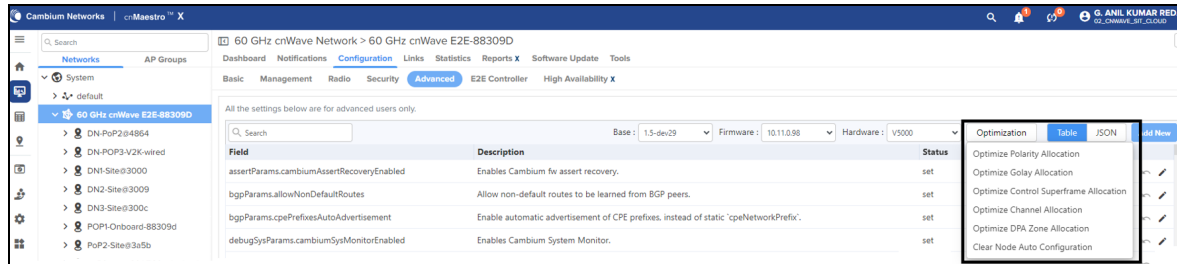 Cambium Networks | cnMaestro™ X
G. ANIL KUMAR RED
02_CNWAVE_SIT_CLOUD
Search
Networks AP Groups
System
default
60 GHz cnWave E2E-88309D
DN-PoP2@4864
DN-POP3-V2K-wired
DN1-Site@3000
DN2-Site@3009
DN3-Site@300c
POP1-Onboard-88309d
PoP2-Site@3a5b
60 GHz cnWave Network > 60 GHz cnWave E2E-88309D
Dashboard Notifications Configuration Links Statistics Reports X Software Update Tools
Basic Management Radio Security Advanced E2E Controller High Availability X
All the settings below are for advanced users only.
Search Base : 1.5-dev29 Firmware : 10.11.0.98 Hardware : V5000 Optimization Table JSON Add New
Field Description Status
assertParams.cambiumAssertRecoveryEnabled Enables Cambium fw assert recovery. set
bgpParams.allowNonDefaultRoutes Allow non-default routes to be learned from BGP peers. set
bgpParams.cpePrefixesAutoAdvertisement Enable automatic advertisement of CPE prefixes, instead of static `cpeNetworkPrefix`. set
debugSysParams.cambiumSysMonitorEnabled Enables Cambium System Monitor. set
Optimize Polarity Allocation
Optimize Golay Allocation
Optimize Control Superframe Allocation
Optimize Channel Allocation
Optimize DPA Zone Allocation
Clear Node Auto Configuration